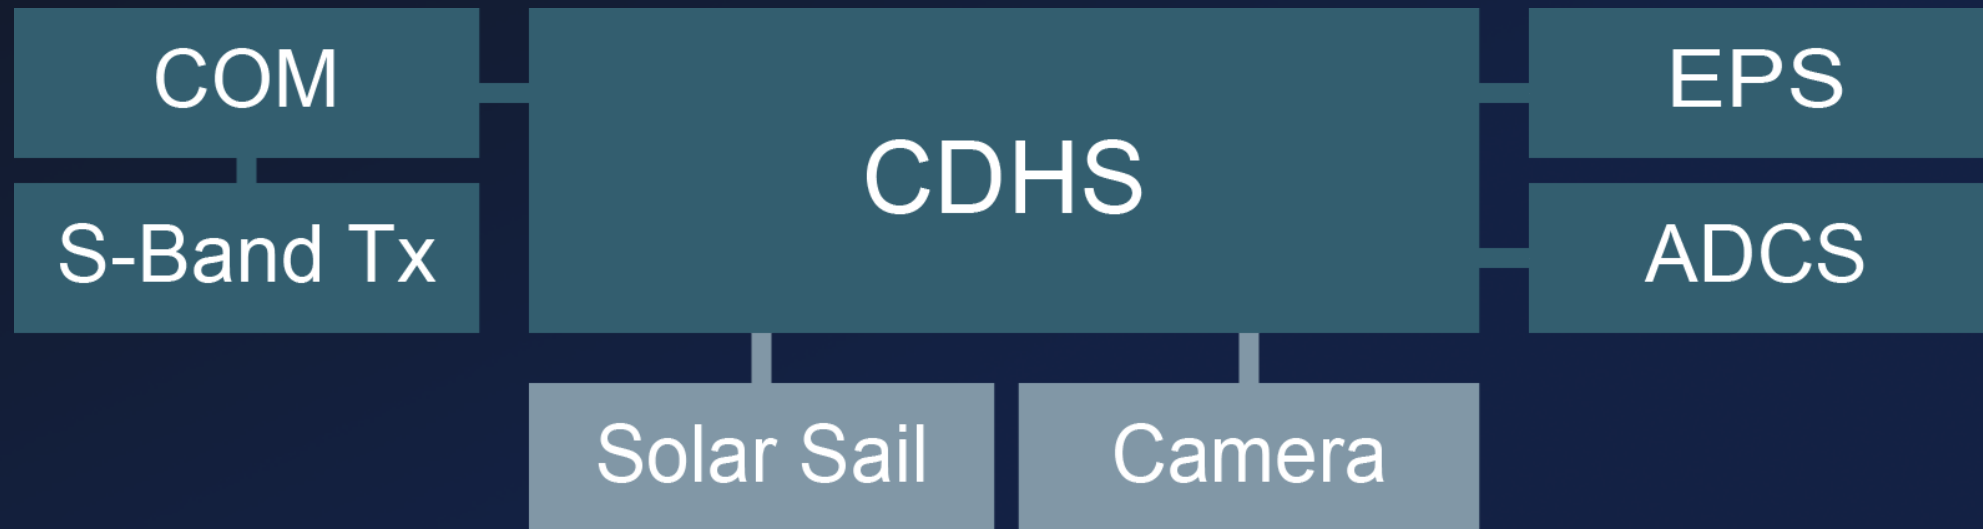 COM
CDHS
EPS
S-Band Tx
ADCS
Solar Sail
Camera